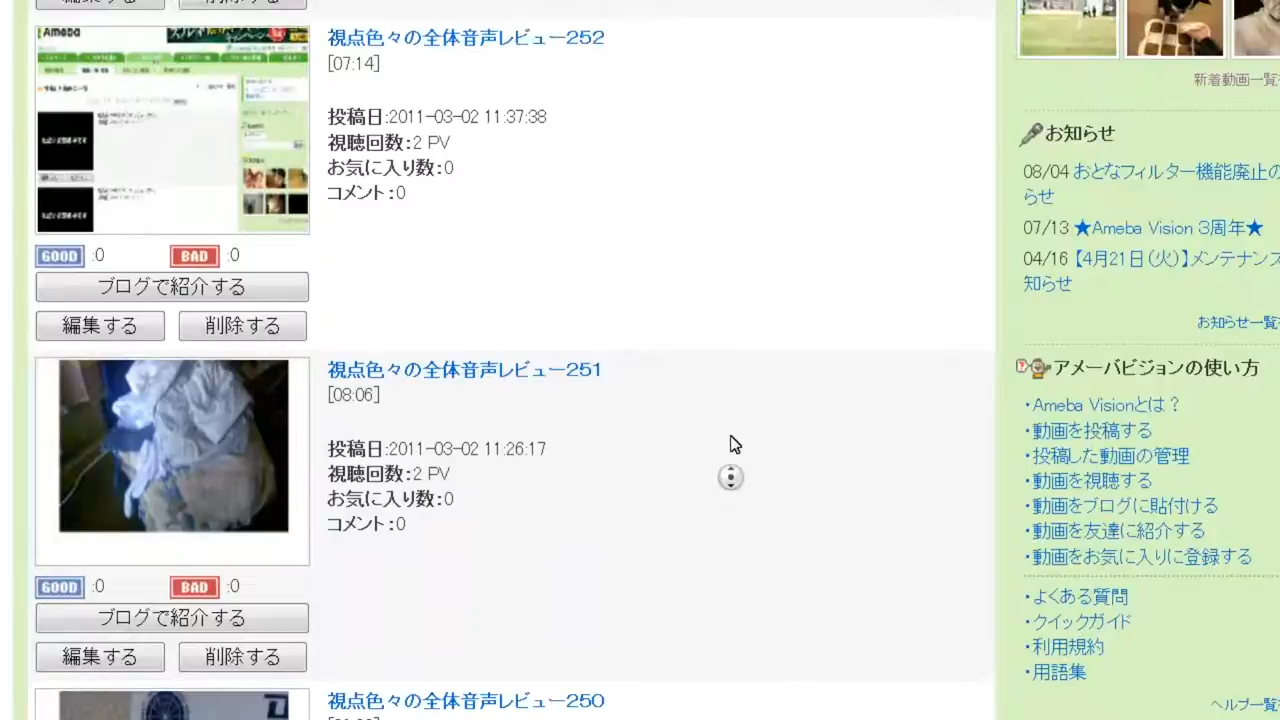 Ameba
視点色々の全体音声レビュー252
[07:14]
投稿日:2011-03-02 11:37:38
視聴回数:2 PV
お気に入り数:0
コメント:0
GOOD :0 BAD :0
ブログで紹介する
編集する 削除する
視点色々の全体音声レビュー251
[08:06]
投稿日:2011-03-02 11:26:17
視聴回数:2 PV
お気に入り数:0
コメント:0
GOOD :0 BAD :0
ブログで紹介する
編集する 削除する
視点色々の全体音声レビュー250
新着動画一覧
お知らせ
08/04 おとなフィルター機能廃止の
らせ
07/13 ★Ameba Vision 3周年★
04/16 【4月21日(火)】メンテナンス
知らせ
お知らせ一覧
アメーバビジョンの使い方
・Ameba Visionとは？
・動画を投稿する
・投稿した動画の管理
・動画を視聴する
・動画をブログに貼付ける
・動画を友達に紹介する
・動画をお気に入りに登録する
・よくある質問
・クイックガイド
・利用規約
・用語集
ヘルプ一覧